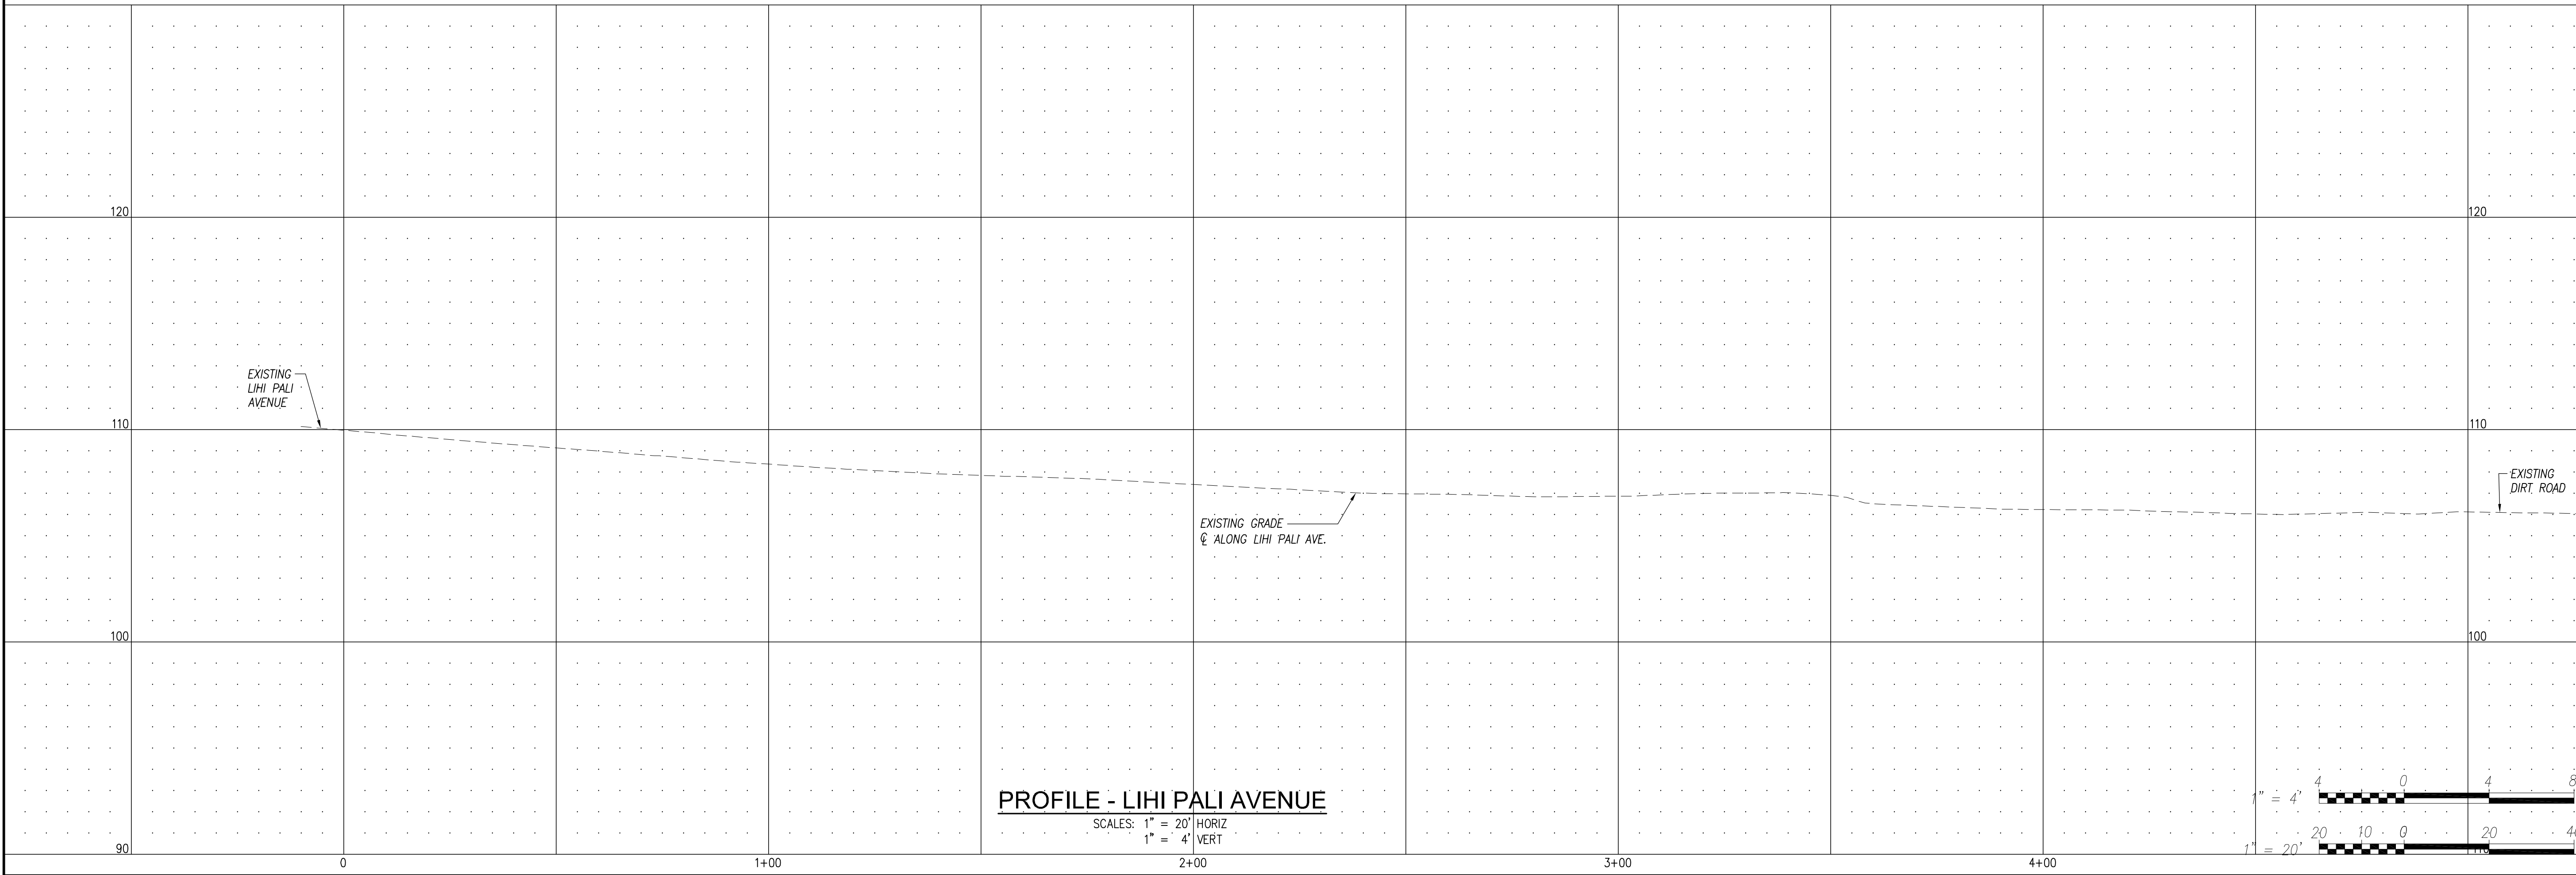 120
120
EXISTING
LIHI PALI
AVENUE
110
110
EXISTING
DIRT ROAD
EXISTING GRADE
℄ ALONG LIHI PALI AVE.
100
100
PROFILE - LIHI PALI AVENUE
SCALES: 1" = 20' HORIZ
1" = 4' VERT
4 0 4 8
1" = 4'
20 10 0 20
1" = 20'
90
0 1+00 2+00 3+00 4+00